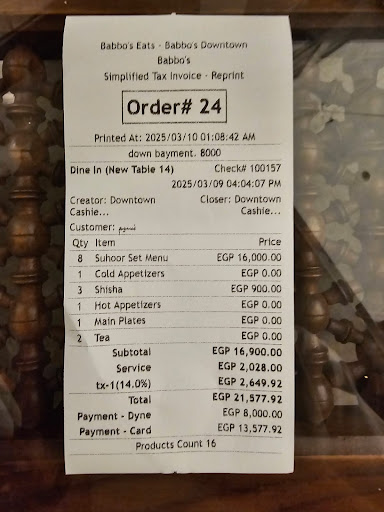 Babbo's Eats - Babbo's Downtown
Babbo's
Simplified Tax Invoice - Reprint
Order# 24
Printed At: 2025/03/10 01:08:42 AM
down bayment. 8000
Dine In (New Table 14) Check# 100157
2025/03/09 04:04:07 PM
Creator: Downtown Closer: Downtown
Cashie... Cashie...
Customer:
Qty Item Price
8 Suhoor Set Menu EGP 16,000.00
1 Cold Appetizers EGP 0.00
3 Shisha EGP 900.00
1 Hot Appetizers EGP 0.00
1 Main Plates EGP 0.00
2 Tea EGP 0.00
Subtotal EGP 16,900.00
Service EGP 2,028.00
tx-1(14.0%) EGP 2,649.92
Total EGP 21,577.92
Payment - Dyne EGP 8,000.00
Payment - Card EGP 13,577.92
Products Count 16